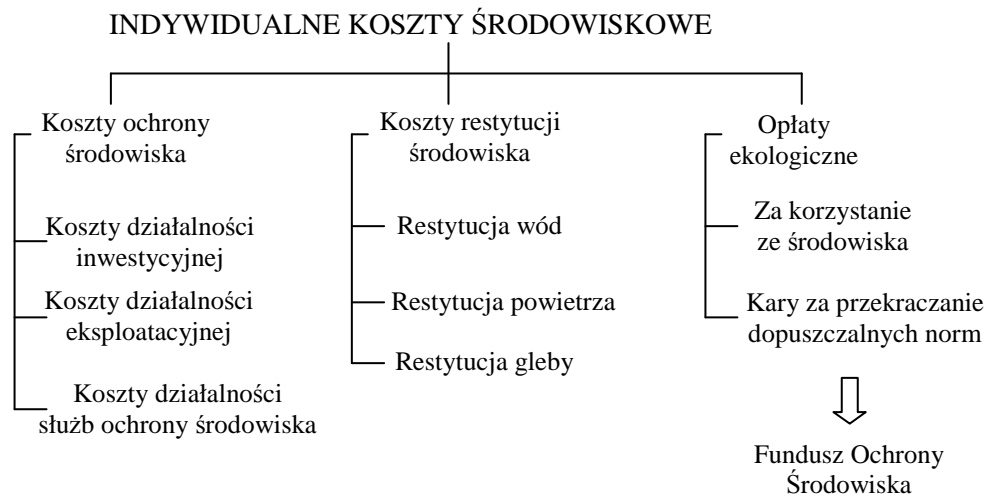 INDYWIDUALNE KOSZTY ŚRODOWISKOWE
Koszty ochrony
środowiska
Koszty działalności
inwestycyjnej
Koszty działalności
eksploatacyjnej
Koszty działalności
służb ochrony środowiska
Koszty restytucji
środowiska
Restytucja wód
Restytucja powietrza
Restytucja gleby
Opłaty
ekologiczne
Za korzystanie
ze środowiska
Kary za przekraczanie
dopuszczalnych norm
Fundusz Ochrony
Środowiska